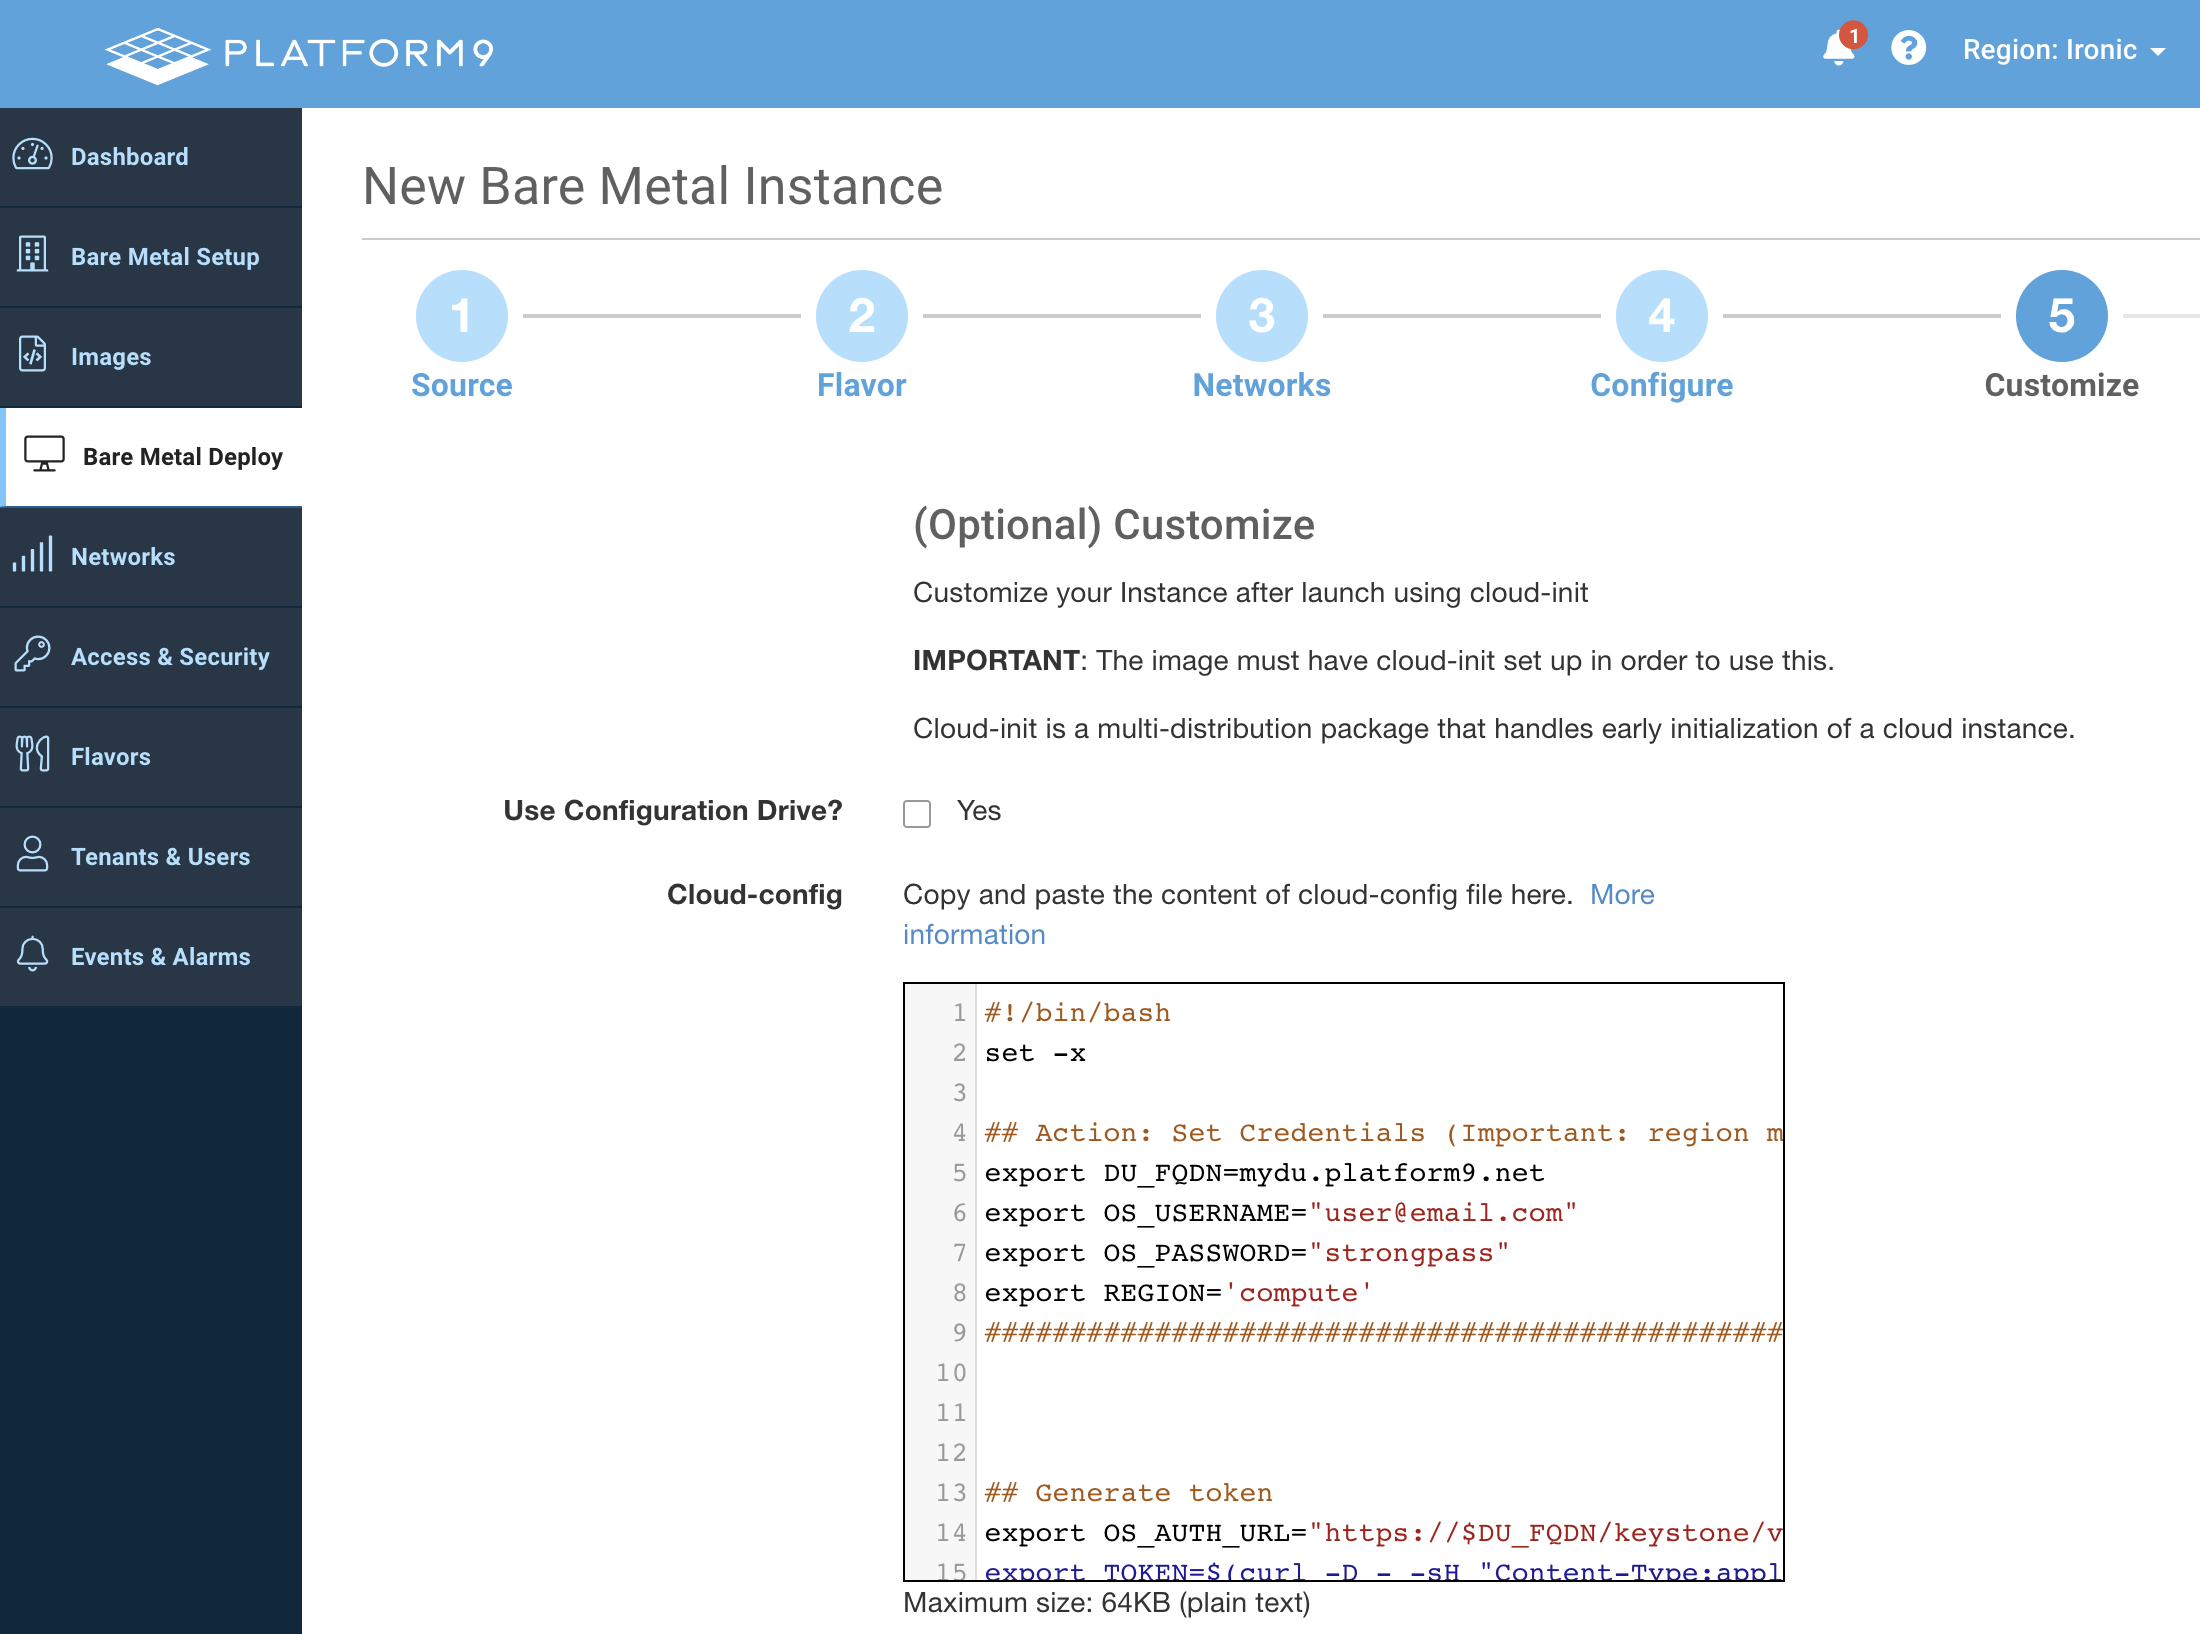 PLATFORM9
1
?
Region: Ironic
Dashboard
Bare Metal Setup
Images
Bare Metal Deploy
Networks
Access & Security
Flavors
Tenants & Users
Events & Alarms
New Bare Metal Instance
1
2
3
4
5
Source
Flavor
Networks
Configure
Customize
(Optional) Customize
Customize your Instance after launch using cloud-init
IMPORTANT: The image must have cloud-init set up in order to use this.
Cloud-init is a multi-distribution package that handles early initialization of a cloud instance.
Use Configuration Drive?
Yes
Cloud-config
Copy and paste the content of cloud-config file here. More
information
1 #!/bin/bash
2 set -x
3
4 ## Action: Set Credentials (Important: region m
5 export DU_FQDN=mydu.platform9.net
6 export OS_USERNAME="user@email.com"
7 export OS_PASSWORD="strongpass"
8 export REGION='compute'
9 ###############################################
10
11
12
13 ## Generate token
14 export OS_AUTH_URL="https://$DU_FQDN/keystone/v
15 export TOKEN=$(curl -D - -sH "Content-Type:appl
Maximum size: 64KB (plain text)